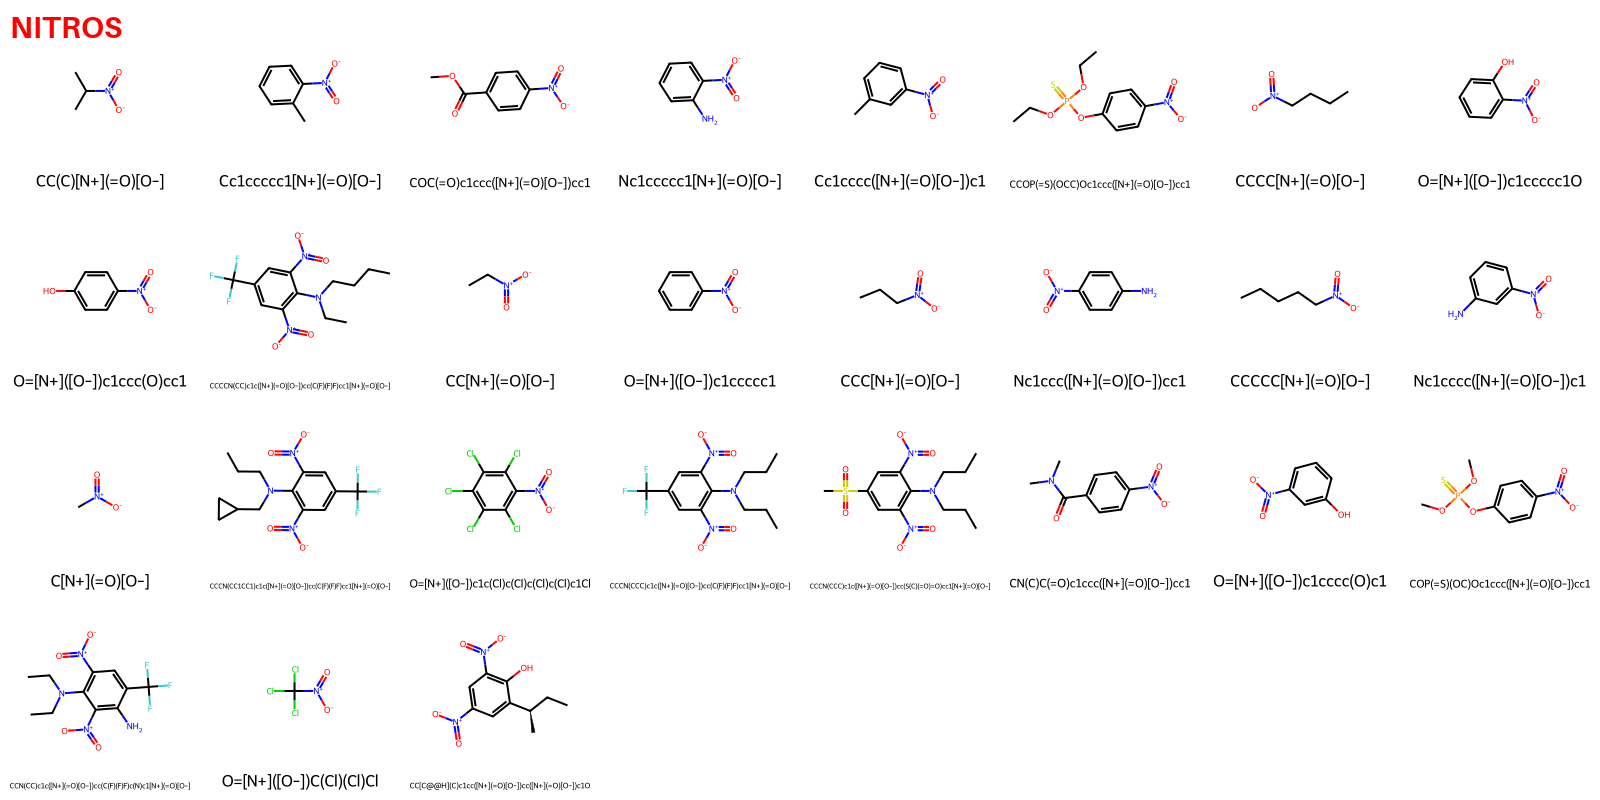 NITROS
CC(C)[N+](=O)[O-]
Cc1ccccc1[N+](=O)[O-]
COC(=O)c1ccc([N+](=O)[O-])cc1
Nc1ccccc1[N+](=O)[O-]
Cc1cccc([N+](=O)[O-])c1
CCOP(=S)(OCC)Oc1ccc([N+](=O)[O-])cc1
CCCC[N+](=O)[O-]
O=[N+]([O-])c1ccccc1O
O=[N+]([O-])c1ccc(O)cc1
CCCCN(CC)c1c([N+](=O)[O-])cc(C(F)(F)F)cc1[N+](=O)[O-]
CC[N+](=O)[O-]
O=[N+]([O-])c1ccccc1
CCC[N+](=O)[O-]
Nc1ccc([N+](=O)[O-])cc1
CCCCC[N+](=O)[O-]
Nc1cccc([N+](=O)[O-])c1
C[N+](=O)[O-]
CCCN(CC1CC1)c1c([N+](=O)[O-])cc(C(F)(F)F)cc1[N+](=O)[O-]
O=[N+]([O-])c1c(Cl)c(Cl)c(Cl)c(Cl)c1Cl
CCCN(CCC)c1c([N+](=O)[O-])cc(C(F)(F)F)cc1[N+](=O)[O-]
CCCN(CCC)c1c([N+](=O)[O-])cc(S(C)(=O)=O)cc1[N+](=O)[O-]
CN(C)C(=O)c1ccc([N+](=O)[O-])cc1
O=[N+]([O-])c1cccc(O)c1
COP(=S)(OC)Oc1ccc([N+](=O)[O-])cc1
CCN(CC)c1c([N+](=O)[O-])cc(C(F)(F)F)c(N)c1[N+](=O)[O-]
O=[N+]([O-])C(Cl)(Cl)Cl
CC[C@@H](C)c1cc([N+](=O)[O-])cc([N+](=O)[O-])c1O